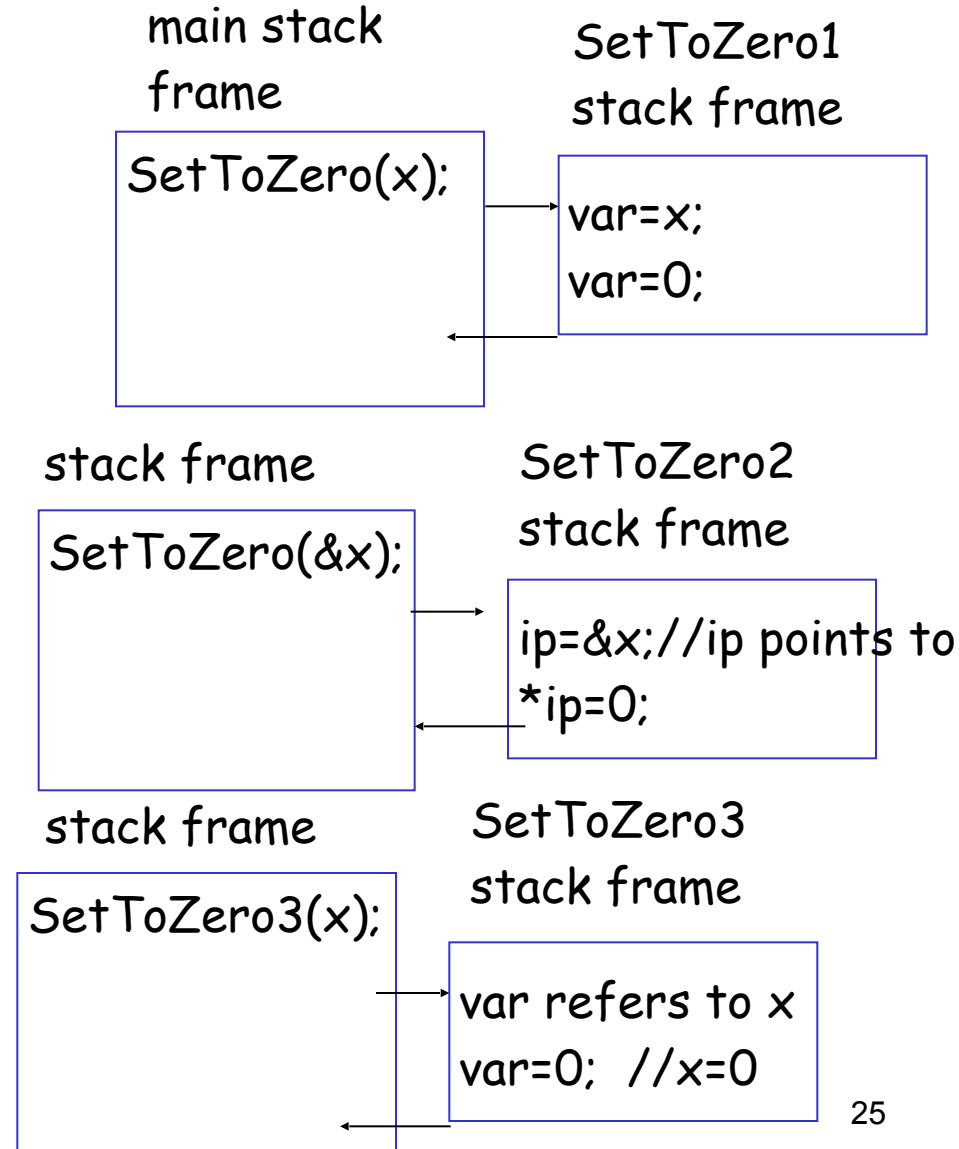 main stack
frame
SetToZero1
stack frame
SetToZero(x);
var=x;
var=0;
stack frame
SetToZero2
stack frame
SetToZero(&x);
ip=&x;//ip points to
*ip=0;
stack frame
SetToZero3
stack frame
SetToZero3(x);
var refers to x
var=0; //x=0
25